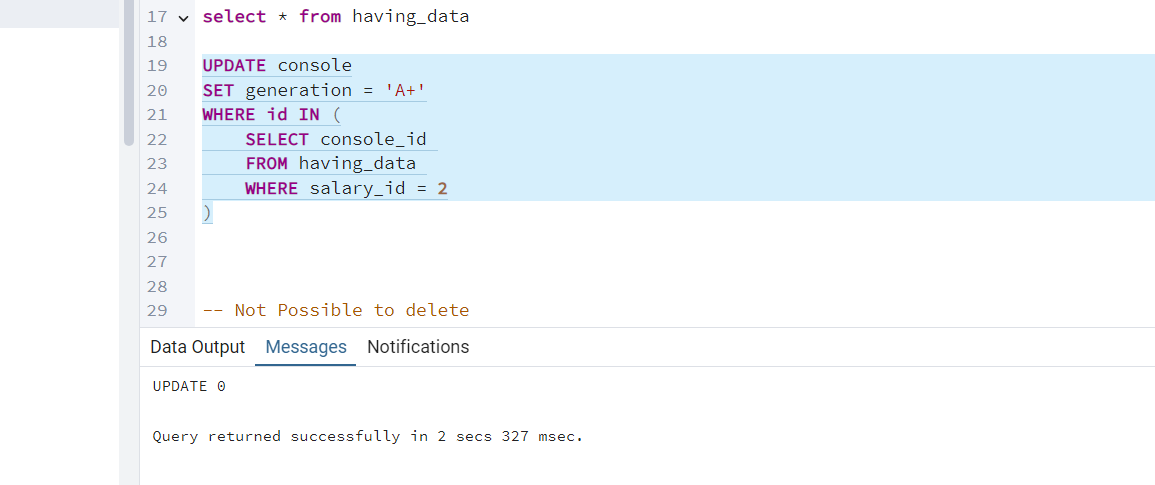 17 select * from having_data
18
19 UPDATE console
20 SET generation = 'A+'
21 WHERE id IN (
22     SELECT console_id
23     FROM having_data
24     WHERE salary_id = 2
25 )
26
27
28
29 -- Not Possible to delete
Data Output Messages Notifications
UPDATE 0
Query returned successfully in 2 secs 327 msec.